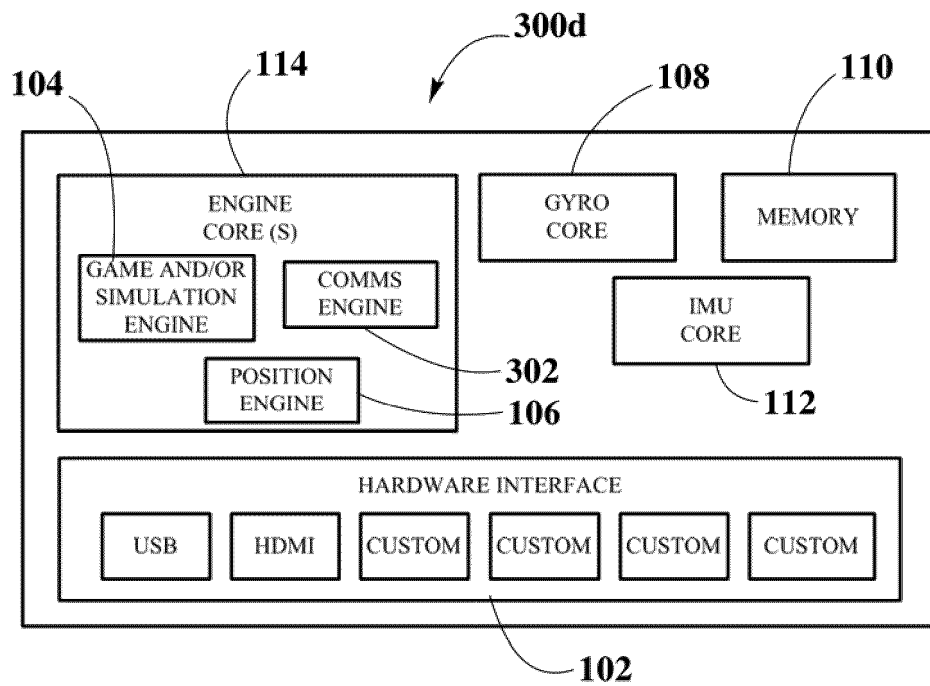 300d
114
104
108
110
ENGINE
CORE (S)
GYRO
CORE
MEMORY
GAME AND/OR
SIMULATION
ENGINE
COMMS
ENGINE
IMU
CORE
POSITION
ENGINE
302
106
112
HARDWARE INTERFACE
USB
HDMI
CUSTOM
CUSTOM
CUSTOM
CUSTOM
102